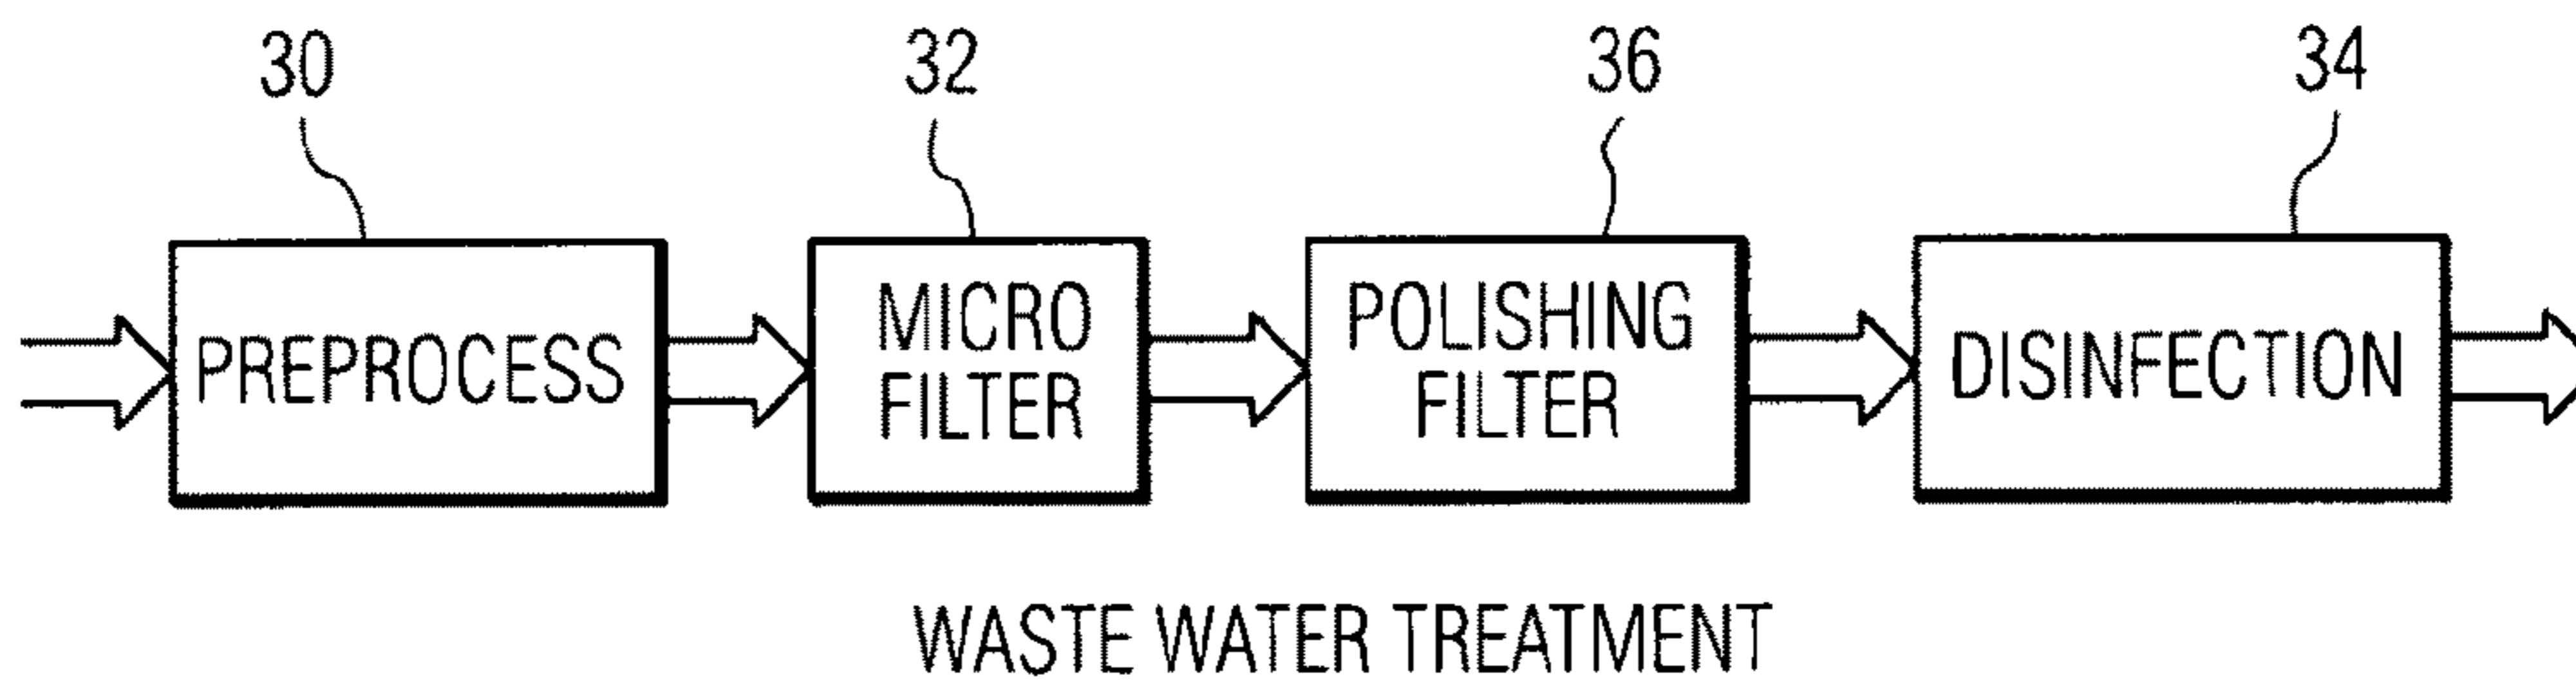 30
32
36
34
PREPROCESS
MICRO
FILTER
POLISHING
FILTER
DISINFECTION
WASTE WATER TREATMENT